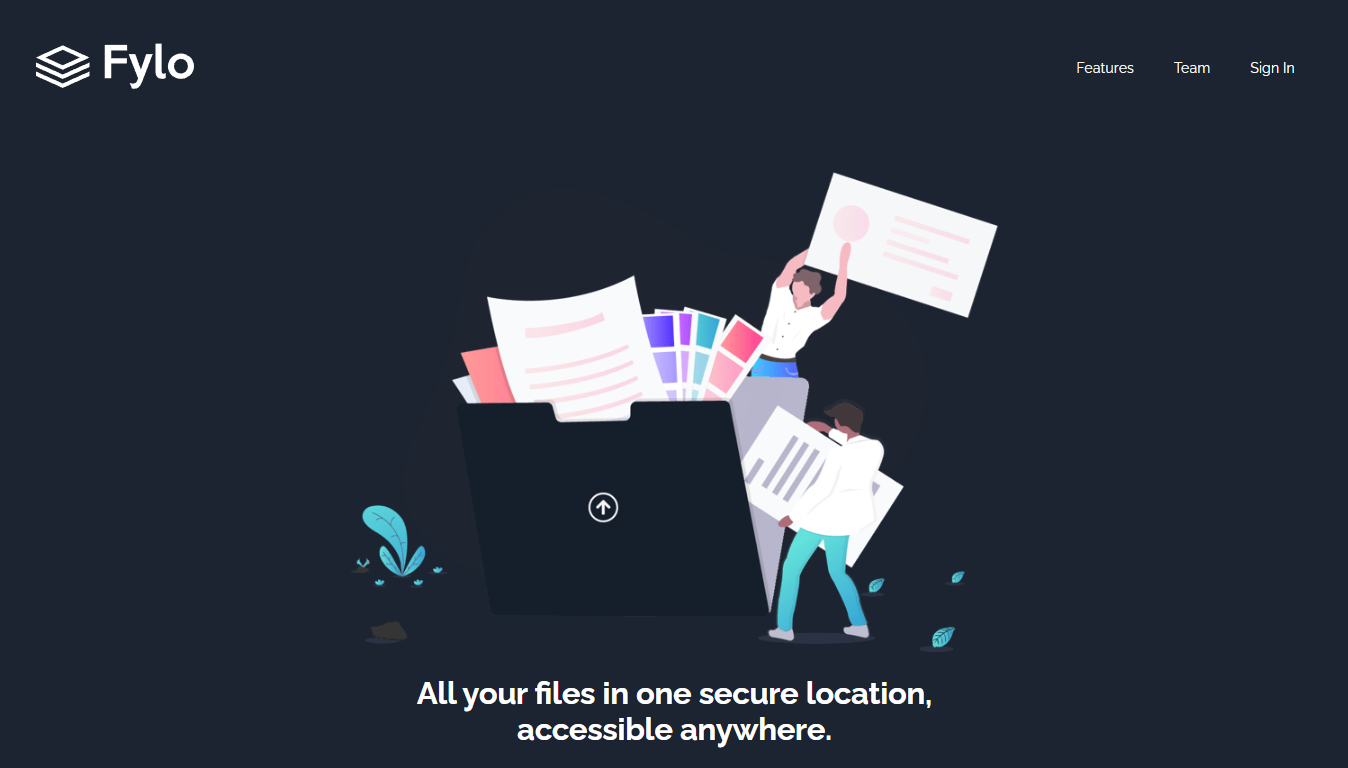 Fylo
Features
Team
Sign In
All your files in one secure location,
accessible anywhere.